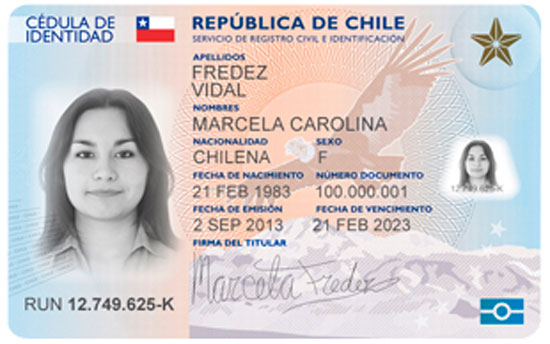 CÉDULA DE
IDENTIDAD
REPÚBLICA DE CHILE
SERVICIO DE REGISTRO CIVIL E IDENTIFICACIÓN
APELLIDOS
FREDEZ
VIDAL
NOMBRES
MARCELA CAROLINA
NACIONALIDAD SEXO
CHILENA F
FECHA DE NACIMIENTO NÚMERO DOCUMENTO
21 FEB 1983 100.000.001
FECHA DE EMISIÓN FECHA DE VENCIMIENTO
2 SEP 2013 21 FEB 2023
FIRMA DEL TITULAR
Marcela Fredez
RUN 12.749.625-K
12.749.625-K